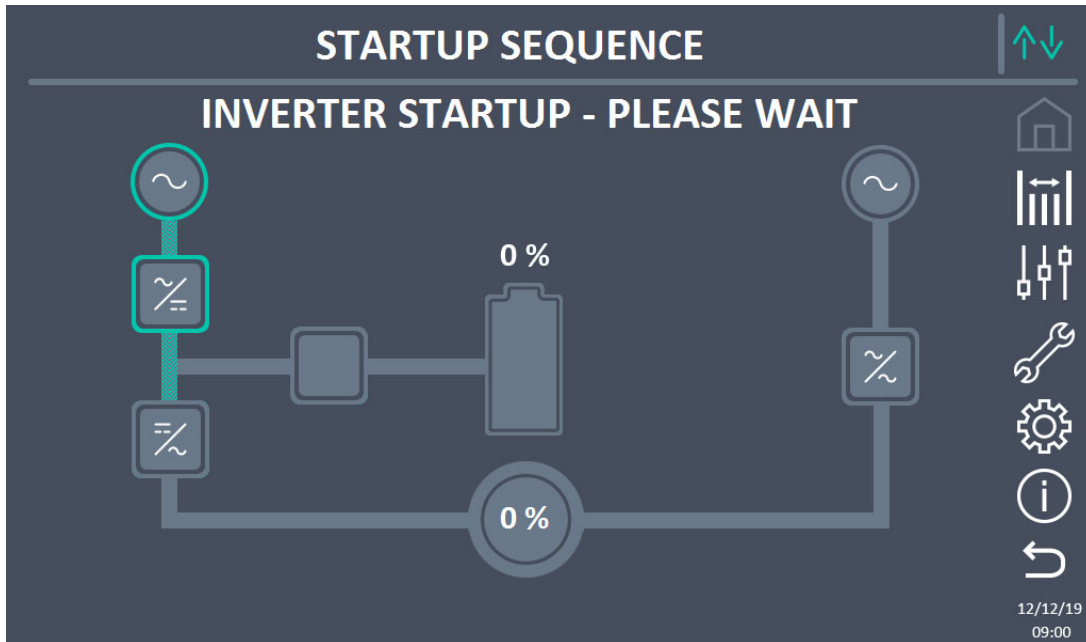 STARTUP SEQUENCE
INVERTER STARTUP - PLEASE WAIT
0 %
0 %
12/12/19
09:00